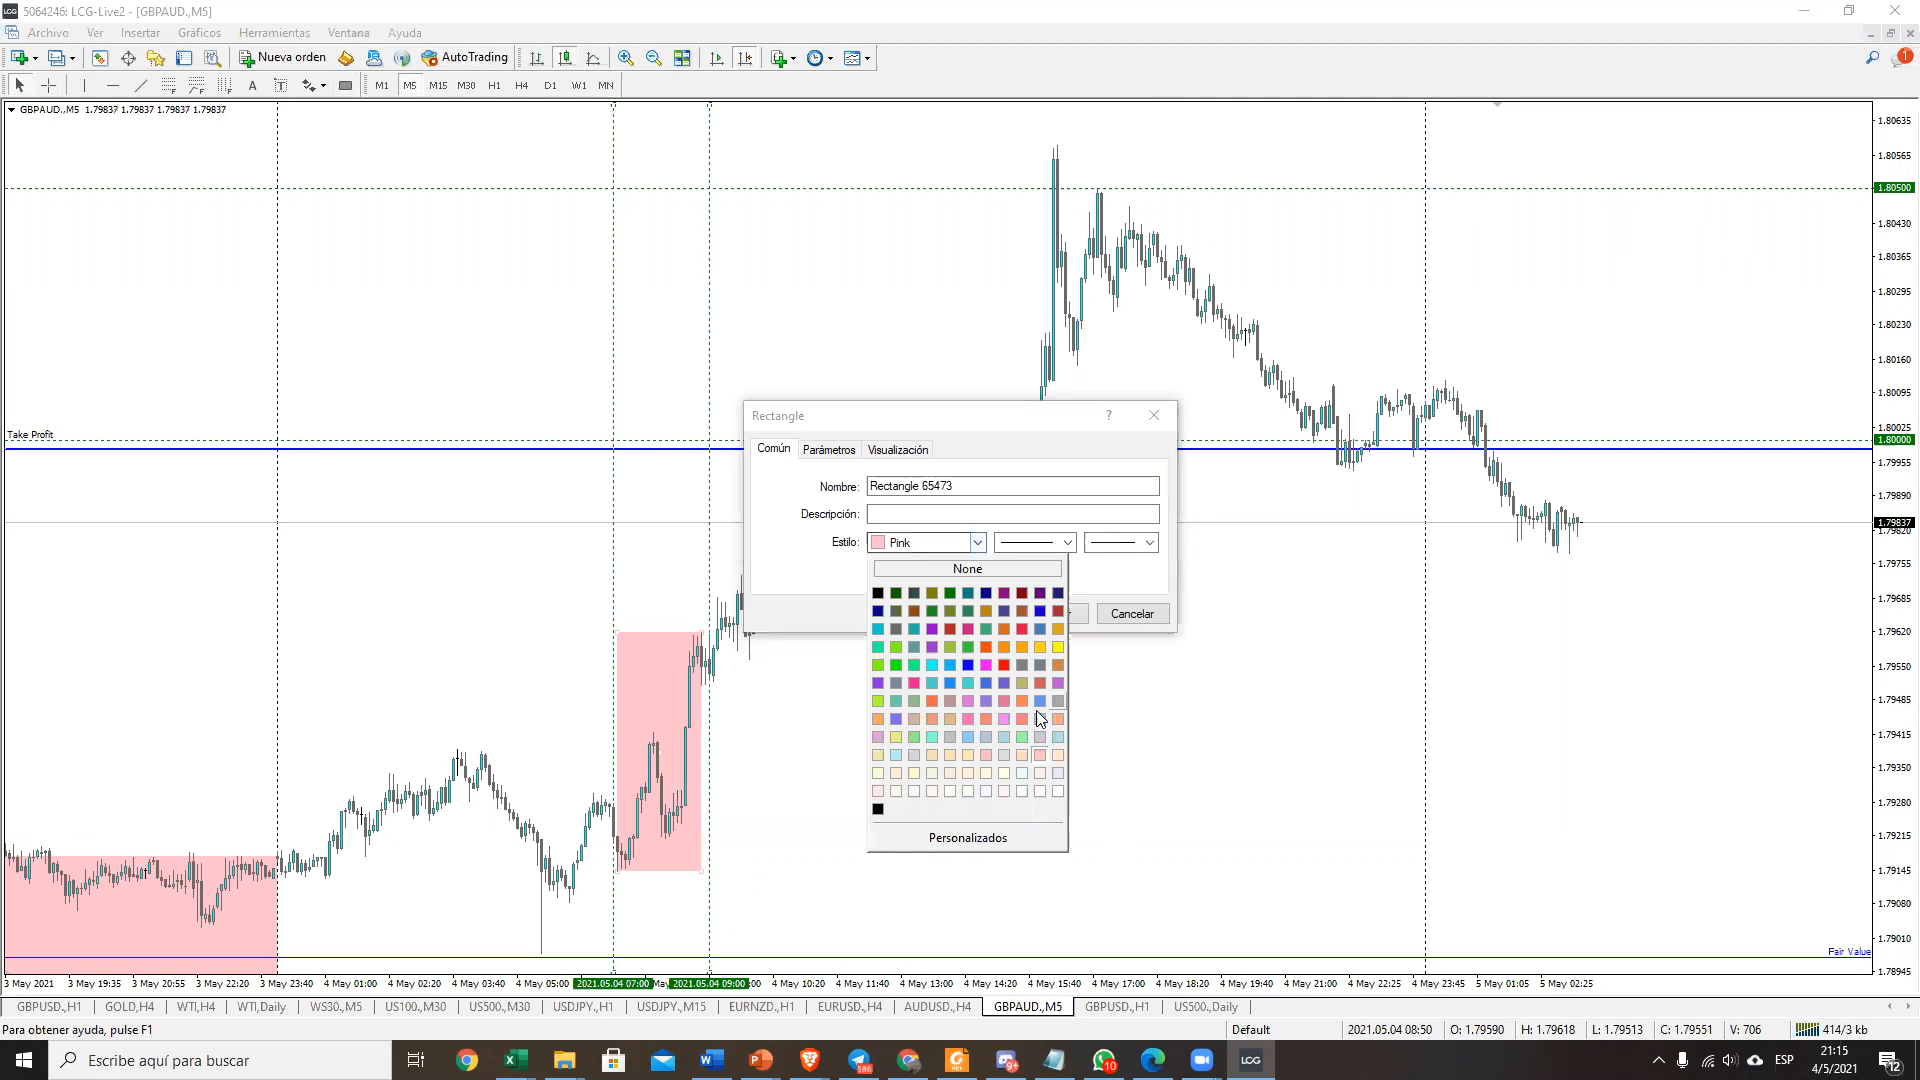 5064246: LCG-Live2 - [GBPAUD.,M5]
Archivo Ver Insertar Gráficos Herramientas Ventana Ayuda
Nueva orden AutoTrading
A T M1 M5 M15 M30 H1 H4 D1 W1 MN
GBPAUD.,M5 1.79837 1.79837 1.79837 1.79837
1.80635
1.80565
1.80500
1.80430
1.80365
1.80295
1.80230
1.80160
1.80095
1.80025
Take Profit
1.80000
1.79955
1.79890
1.79837
1.79820
1.79755
1.79685
1.79620
1.79550
1.79485
1.79415
1.79350
1.79280
1.79215
1.79145
1.79080
1.79010
Fair Value
1.78945
Rectangle ?
Común Parámetros Visualización
Nombre: Rectangle 65473
Descripción:
Estilo: Pink
None
Cancelar
Personalizados
3 May 2021 3 May 19:35 3 May 20:55 3 May 22:20 3 May 23:40 4 May 01:00 4 May 02:20 4 May 03:40 4 May 05:00 2021.05.04 07:00 2021.05.04 09:00 4 May 10:20 4 May 11:40 4 May 13:00 4 May 14:20 4 May 15:40 4 May 17:00 4 May 18:20 4 May 19:40 4 May 21:00 4 May 22:25 4 May 23:45 5 May 01:05 5 May 02:25
GBPUSD.,H1 GOLD,H4 WTI,H4 WTI,Daily WS30.,M5 US100.,M30 US500.,M30 USDJPY.,H1 USDJPY.,M15 EURNZD.,H1 EURUSD.,H4 AUDUSD.,H4 GBPAUD.,M5 GBPUSD.,H1 US500.,Daily
Para obtener ayuda, pulse F1 Default 2021.05.04 08:50 O: 1.79590 H: 1.79618 L: 1.79513 C: 1.79551 V: 706 414/3 kb
Escribe aquí para buscar
LCG
ESP
21:15
4/5/2021